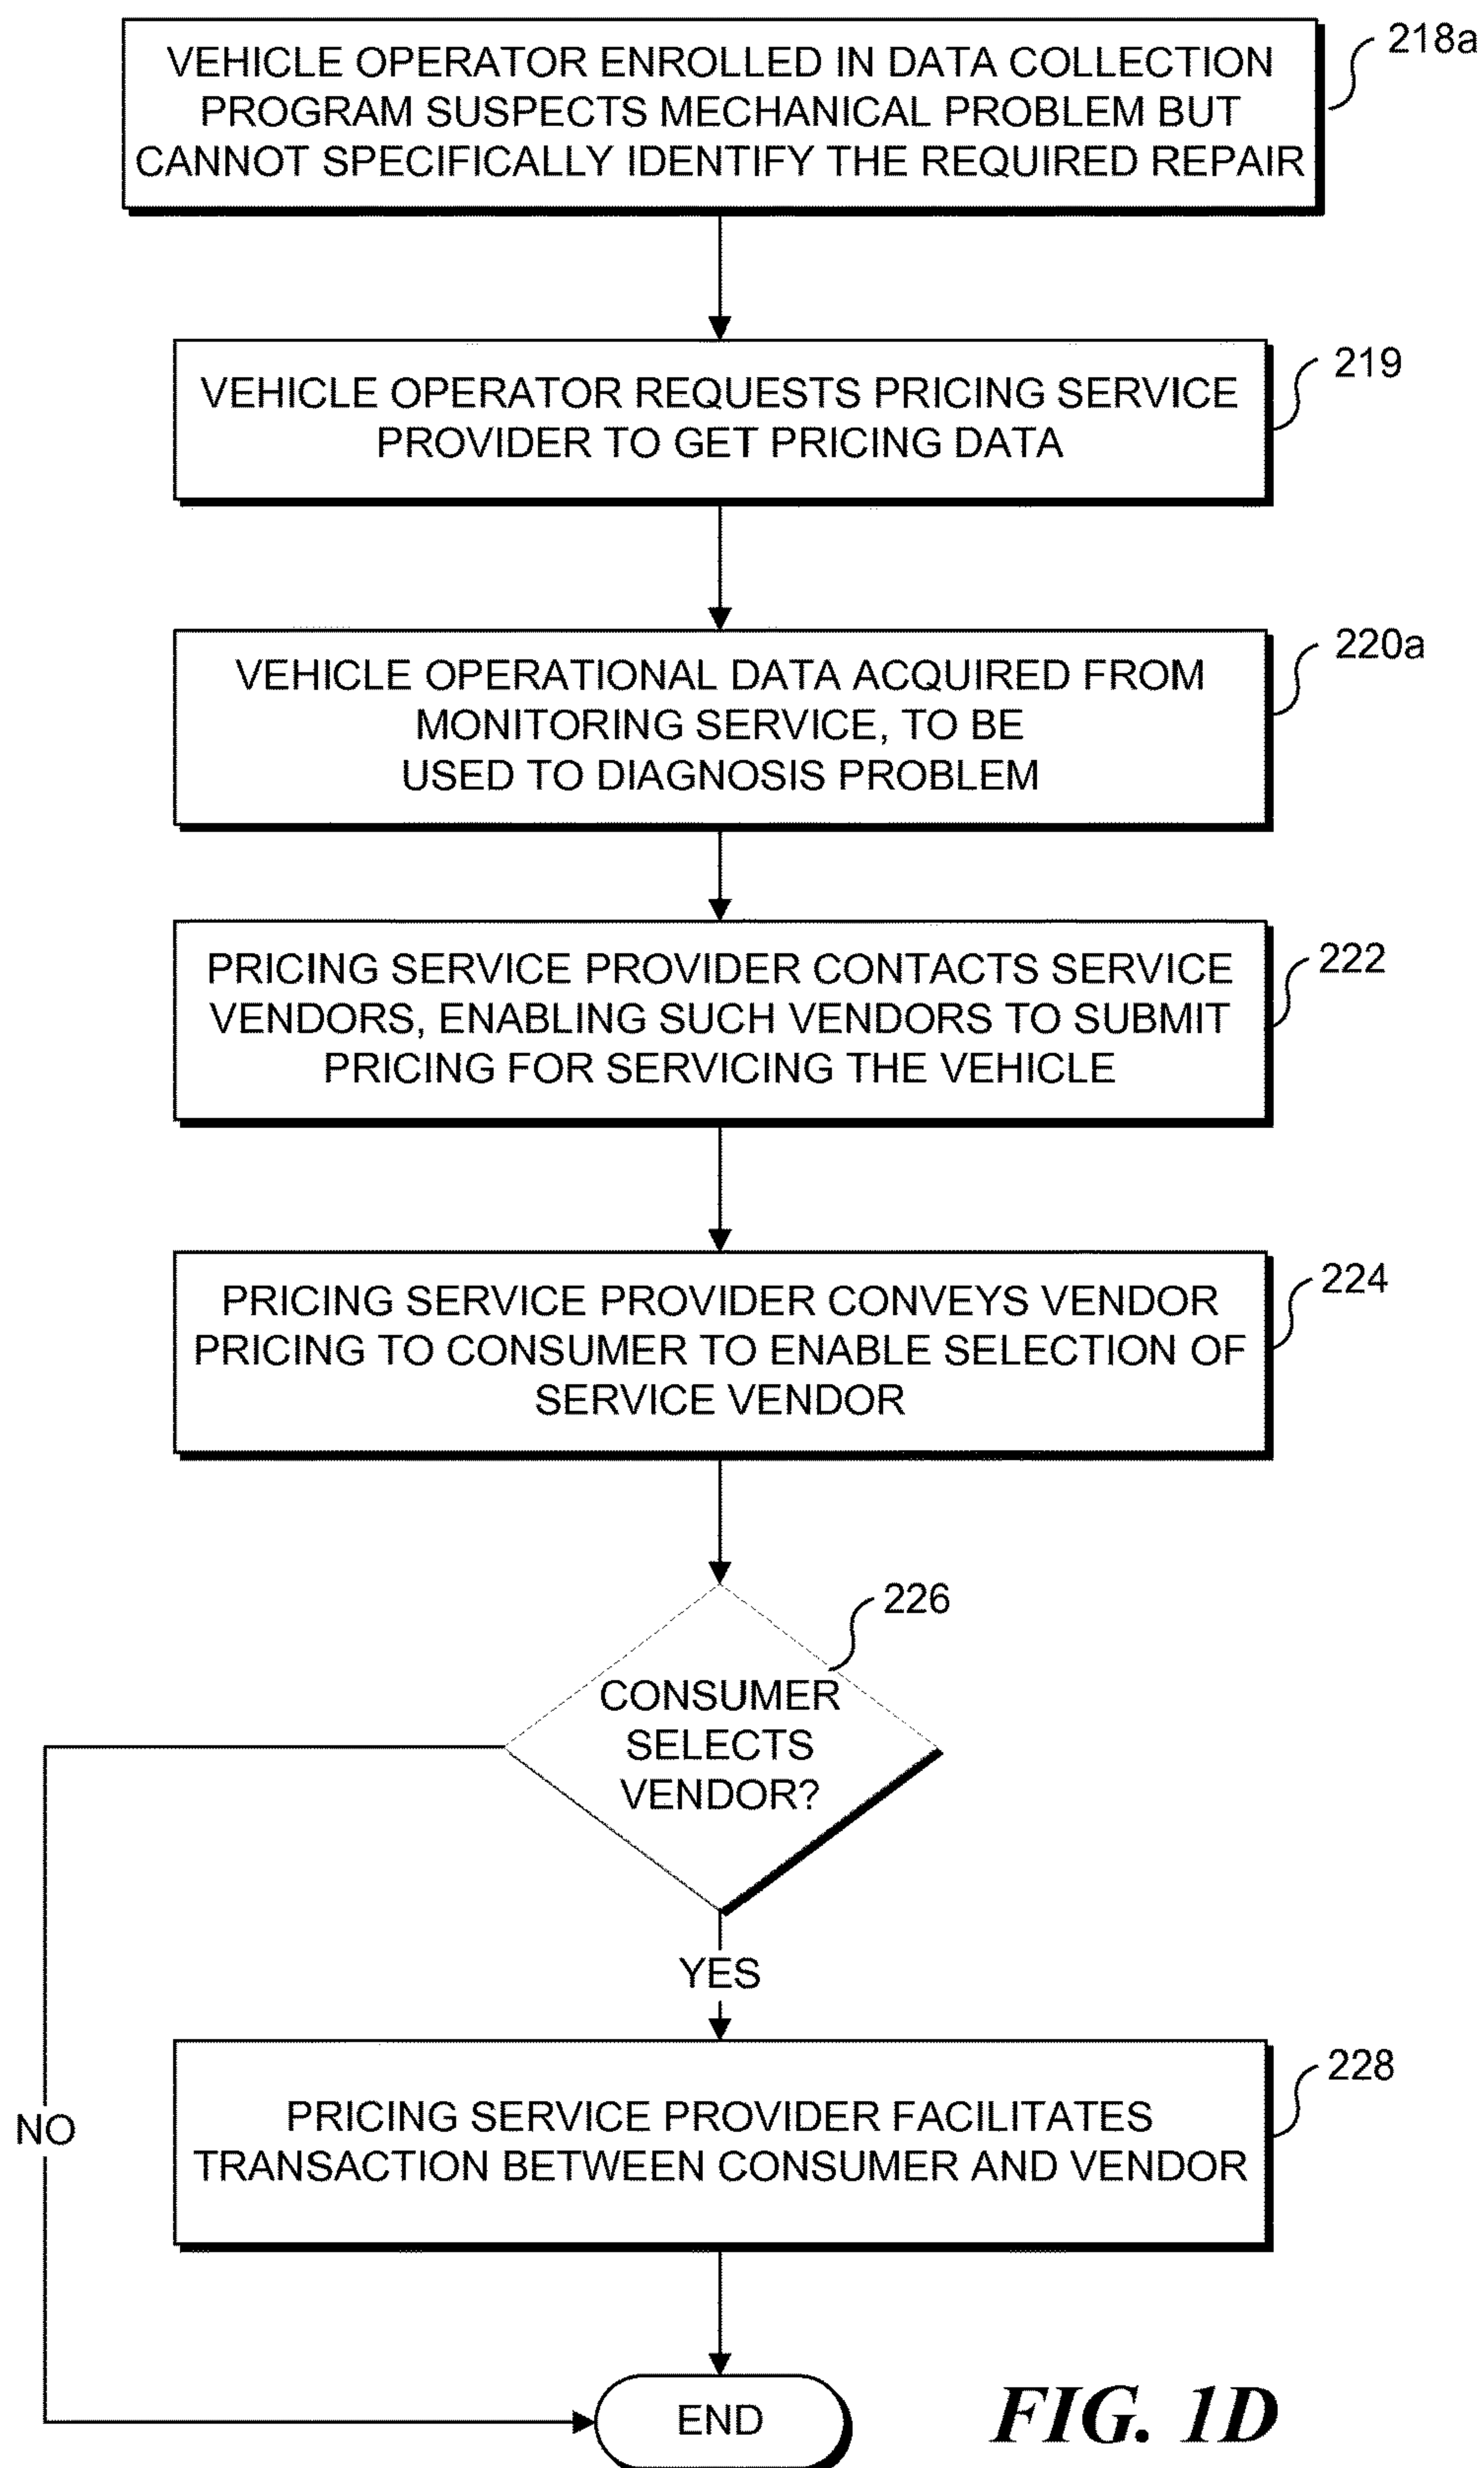 VEHICLE OPERATOR ENROLLED IN DATA COLLECTION
PROGRAM SUSPECTS MECHANICAL PROBLEM BUT
CANNOT SPECIFICALLY IDENTIFY THE REQUIRED REPAIR
218a
VEHICLE OPERATOR REQUESTS PRICING SERVICE
PROVIDER TO GET PRICING DATA
219
VEHICLE OPERATIONAL DATA ACQUIRED FROM
MONITORING SERVICE, TO BE
USED TO DIAGNOSIS PROBLEM
220a
PRICING SERVICE PROVIDER CONTACTS SERVICE
VENDORS, ENABLING SUCH VENDORS TO SUBMIT
PRICING FOR SERVICING THE VEHICLE
222
PRICING SERVICE PROVIDER CONVEYS VENDOR
PRICING TO CONSUMER TO ENABLE SELECTION OF
SERVICE VENDOR
224
226
CONSUMER
SELECTS
VENDOR?
YES
NO
PRICING SERVICE PROVIDER FACILITATES
TRANSACTION BETWEEN CONSUMER AND VENDOR
228
END
FIG. 1D